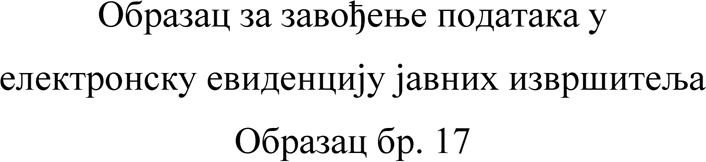 Образац за завођење података у
електронску евиденцију јавних извршитеља
Образац бр. 17